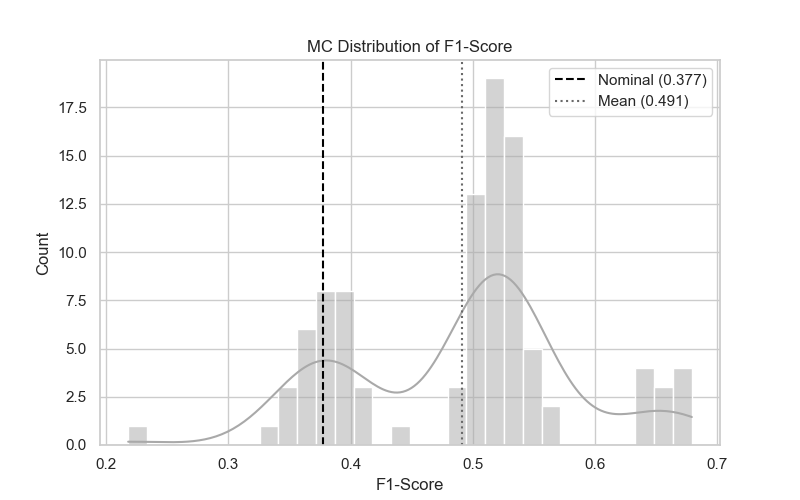 MC Distribution of F1-Score
Nominal (0.377)
Mean (0.491)
Count
17.5
15.0
12.5
10.0
7.5
5.0
2.5
0.0
0.2 0.3 0.4 0.5 0.6 0.7
F1-Score